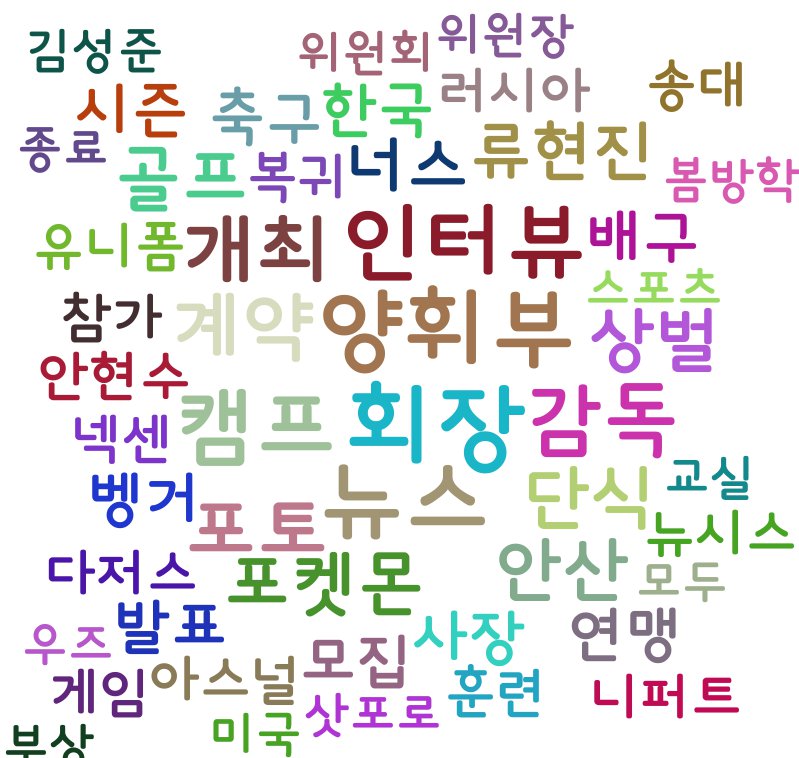 김성준 위원회 위원장
시즌 축구 한국 러시아 송대
종료 골프 복귀 너스 류현진 봄방학
유니폼 개최 인터뷰 배구
참가 계약 양휘부 스포츠
상벌
안현수 캠프 회장 감독
넥센
벵거 포토 뉴스 단식 교실
뉴시스
다저스 포켓몬 안산 모두
우즈 발표 모집 사장 연맹
게임 아스널 삿포로 훈련 니퍼트
부상 미국